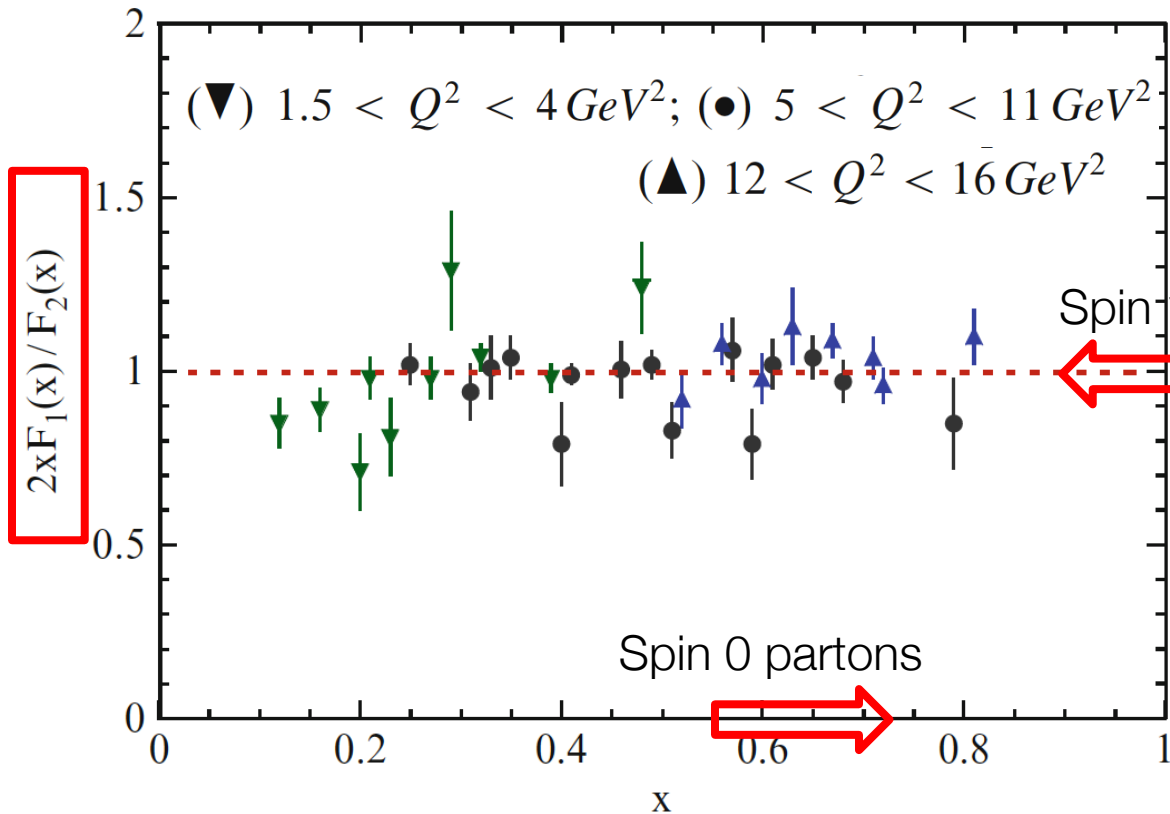 2
(▼) 1.5 < Q² < 4 GeV²; (●) 5 < Q² < 11 GeV²
(▲) 12 < Q² < 16 GeV²
1.5
2xF₁(x) / F₂(x)
Spin
1
0.5
Spin 0 partons
0
0 0.2 0.4 0.6 0.8 1
x